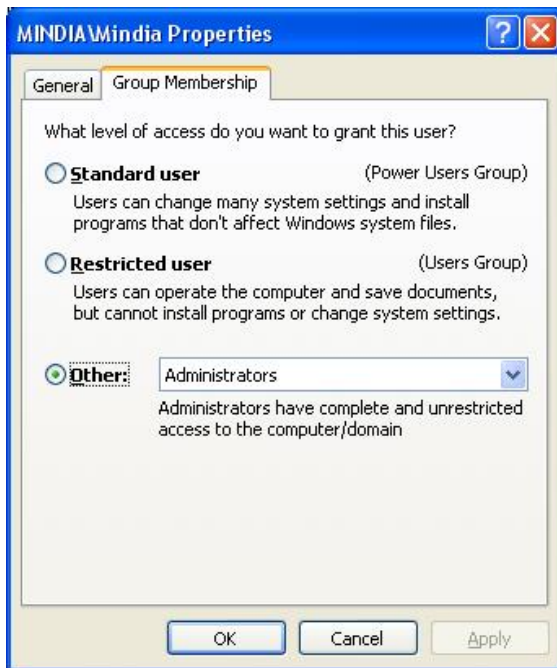 MINDIA\Mindia Properties
General
Group Membership
What level of access do you want to grant this user?
Standard user (Power Users Group)
Users can change many system settings and install
programs that don't affect Windows system files.
Restricted user (Users Group)
Users can operate the computer and save documents,
but cannot install programs or change system settings.
Other: Administrators
Administrators have complete and unrestricted
access to the computer/domain
OK Cancel Apply